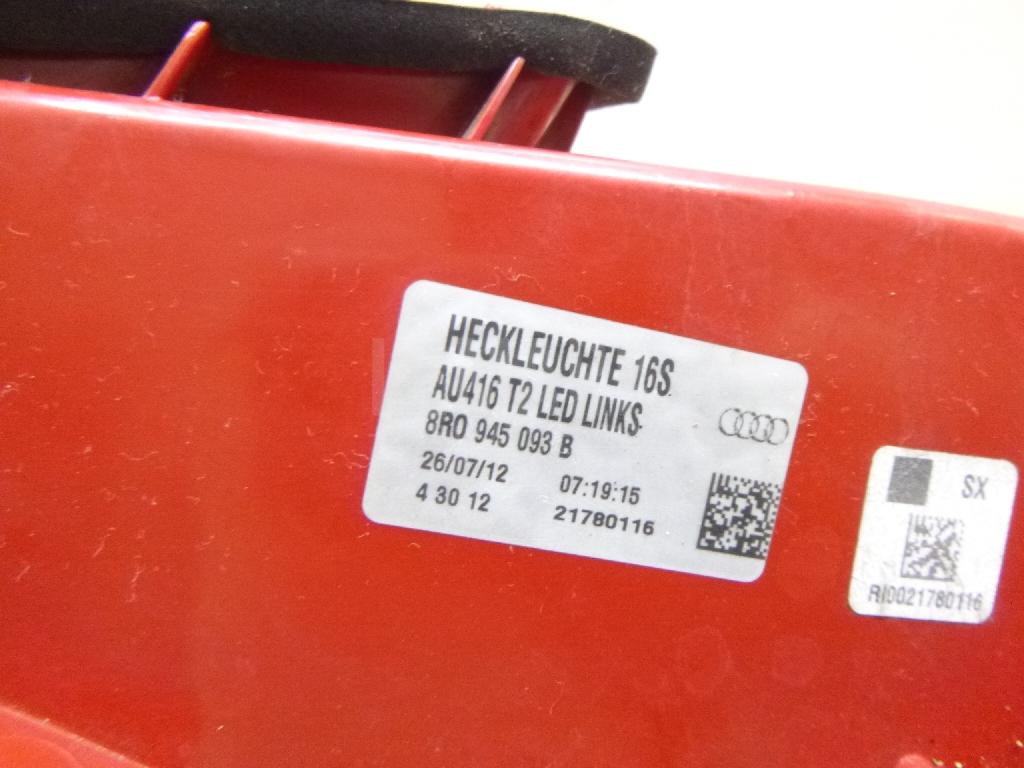 HECKLEUCHTE 16S
AU416 T2 LED LINKS
8R0 945 093 B
26/07/12 07:19:15
4 30 12 21780116
SX
RI0021780116